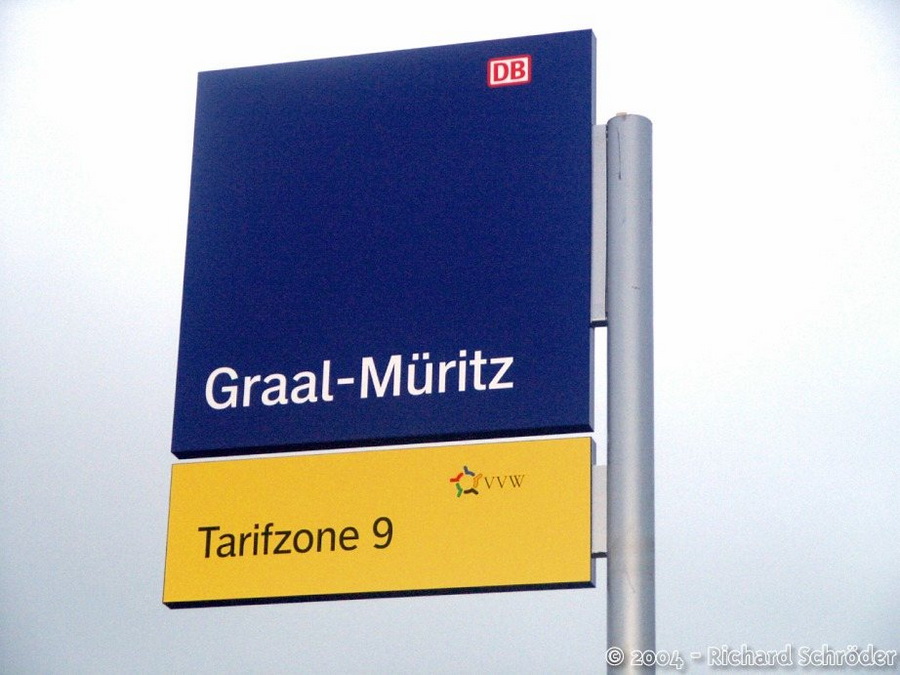 DB
Graal-Müritz
VVW
Tarifzone 9
© 2004 - Richard Schröder